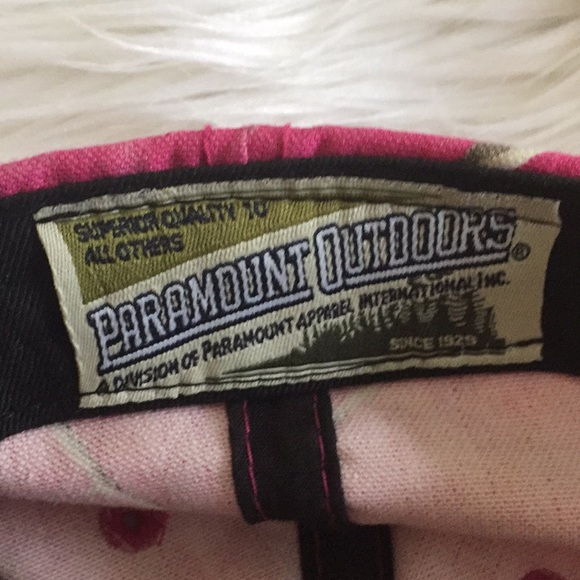 SUPERIOR QUALITY TO
ALL OTHERS
PARAMOUNT OUTDOORS®
A DIVISION OF PARAMOUNT APPAREL INTERNATIONAL INC.
SINCE 1929